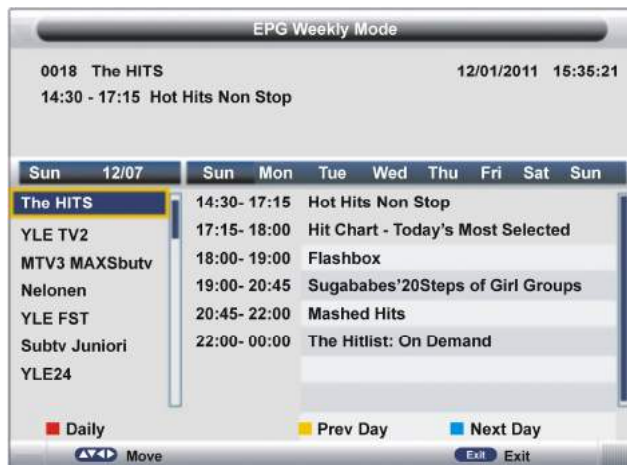 EPG Weekly Mode
0018 The HITS 12/01/2011 15:35:21
14:30 - 17:15 Hot Hits Non Stop
Sun 12/07 Sun Mon Tue Wed Thu Fri Sat Sun
The HITS 14:30- 17:15 Hot Hits Non Stop
YLE TV2 17:15- 18:00 Hit Chart - Today's Most Selected
MTV3 MAXSbutv 18:00- 19:00 Flashbox
Nelonen 19:00- 20:45 Sugababes'20Steps of Girl Groups
YLE FST 20:45- 22:00 Mashed Hits
Subtv Juniori 22:00- 00:00 The Hitlist: On Demand
YLE24
Daily Prev Day Next Day
Move Exit Exit